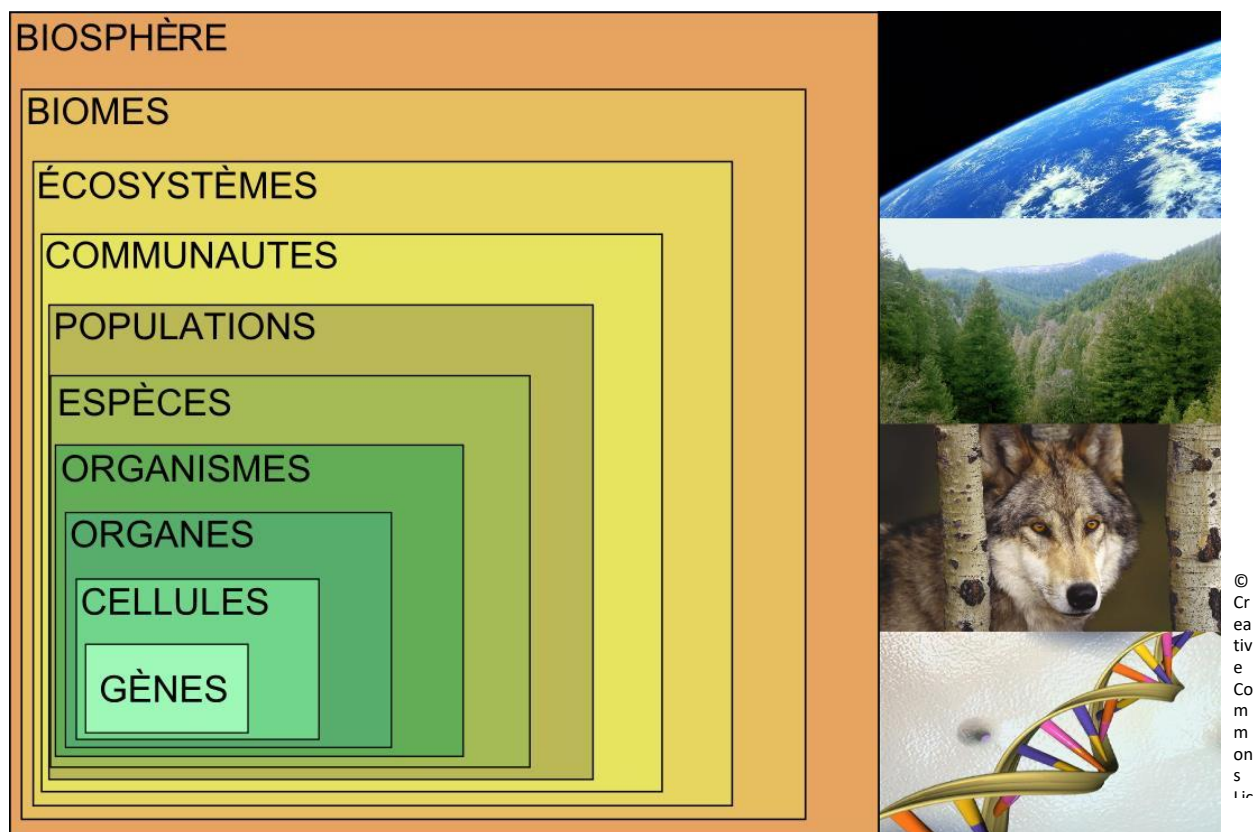 BIOSPHÈRE
BIOMES
ÉCOSYSTÈMES
COMMUNAUTES
POPULATIONS
ESPÈCES
ORGANISMES
ORGANES
CELLULES
GÈNES
©
Cr
ea
tiv
e
Co
m
m
on
s